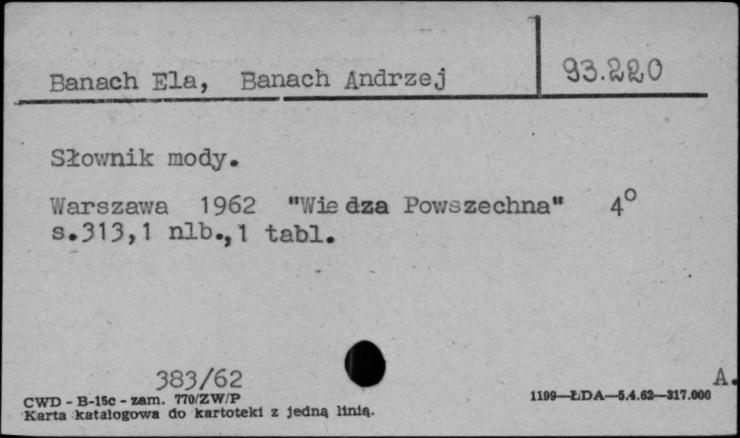 Banach Ela, Banach Andrzej
93.220
Słownik mody.
Warszawa 1962 "Wiedza Powszechna" 4°
s.313,1 nlb.,1 tabl.
383/62
A.
CWD - B-15c - zam. 770/ZW/P
1199—ŁDA—5.4.62—317.000
Karta katalogowa do kartoteki z jedną linią.